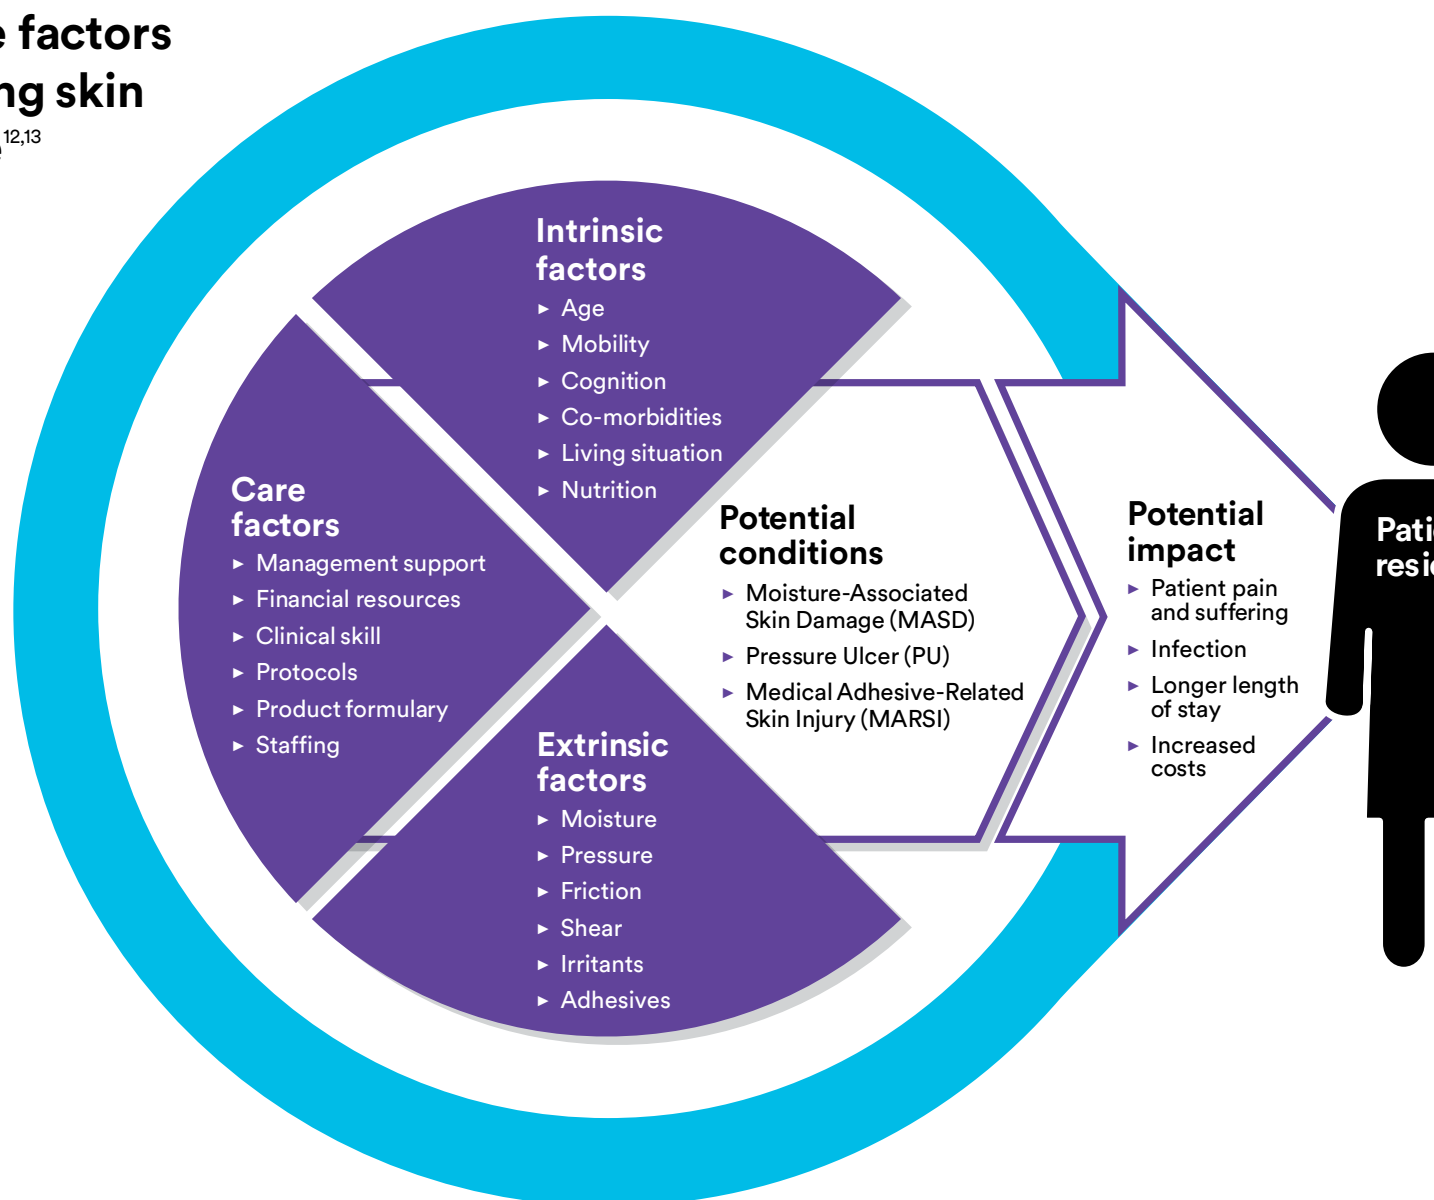 factors
skin
12,13
Intrinsic
factors
► Age
► Mobility
► Cognition
► Co-morbidities
► Living situation
► Nutrition
Care
factors
► Management support
► Financial resources
► Clinical skill
► Protocols
► Product formulary
► Staffing
Extrinsic
factors
► Moisture
► Pressure
► Friction
► Shear
► Irritants
► Adhesives
Potential
conditions
► Moisture-Associated
Skin Damage (MASD)
► Pressure Ulcer (PU)
► Medical Adhesive-Related
Skin Injury (MARSI)
Potential
impact
► Patient pain
and suffering
► Infection
► Longer length
of stay
► Increased
costs